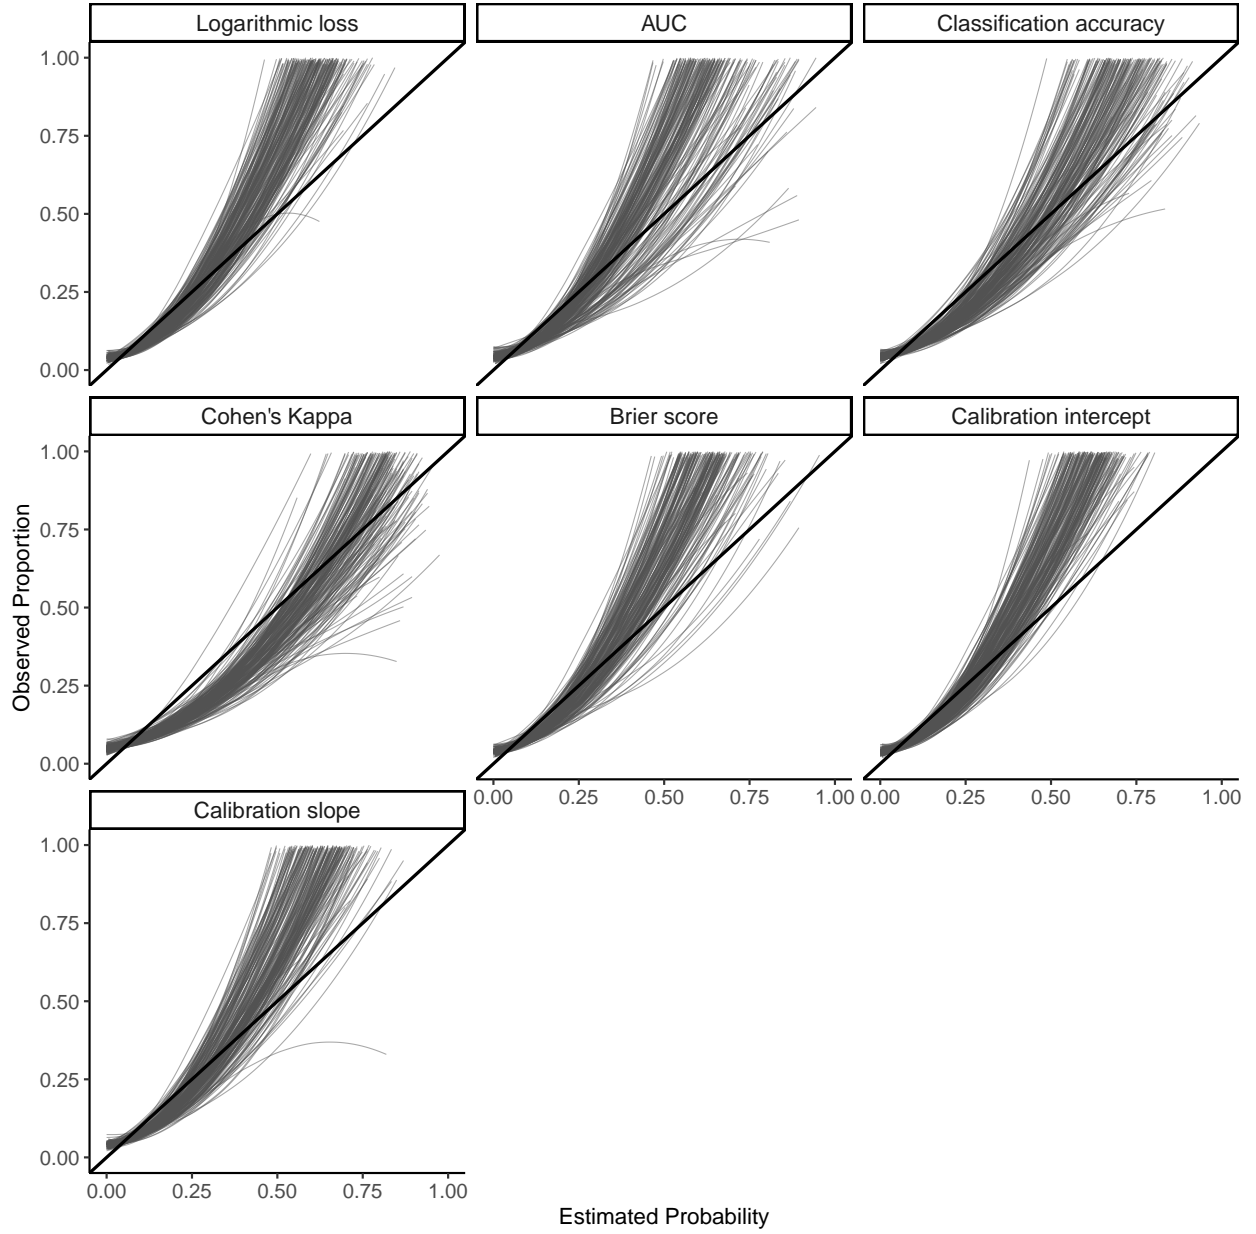 Logarithmic loss
AUC
Classification accuracy
1.00
0.75
0.50
0.25
0.00
Cohen's Kappa
Brier score
Calibration intercept
1.00
0.75
0.50
0.25
0.00
Observed Proportion
0.00 0.25 0.50 0.75 1.00
0.00 0.25 0.50 0.75 1.00
Calibration slope
1.00
0.75
0.50
0.25
0.00
0.00 0.25 0.50 0.75 1.00
Estimated Probability